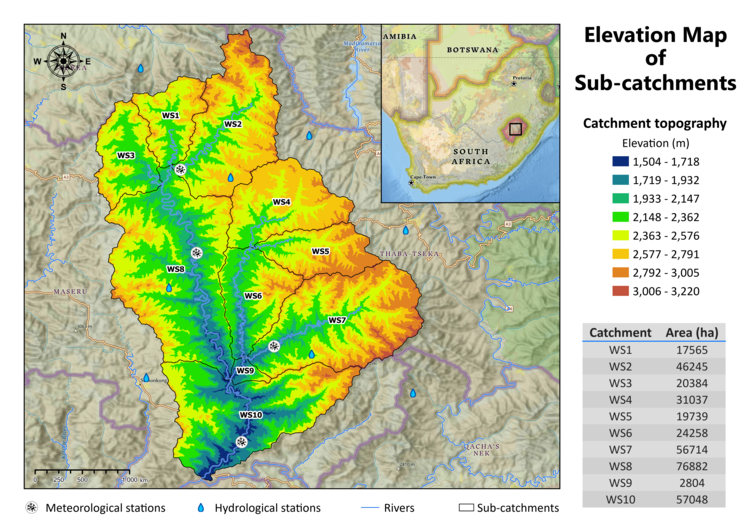 Elevation Map
of
Sub-catchments
Catchment topography
Elevation (m)
1,504 - 1,718
1,719 - 1,932
1,933 - 2,147
2,148 - 2,362
2,363 - 2,576
2,577 - 2,791
2,792 - 3,005
3,006 - 3,220
Catchment Area (ha)
WS1 17565
WS2 46245
WS3 20384
WS4 31037
WS5 19739
WS6 24258
WS7 56714
WS8 76882
WS9 2804
WS10 57048
N
W E
S
AMIBIA
BOTSWANA
Pretoria
SOUTH
AFRICA
Cape Town
WS1
WS2
WS3
WS4
WS5
THABA-TSEKA
WS8
MASERU
WS6
WS7
WS9
WS10
QACHA'S
NEK
0 250 500 1,000 km
Meteorological stations
Hydrological stations
Rivers
Sub-catchments